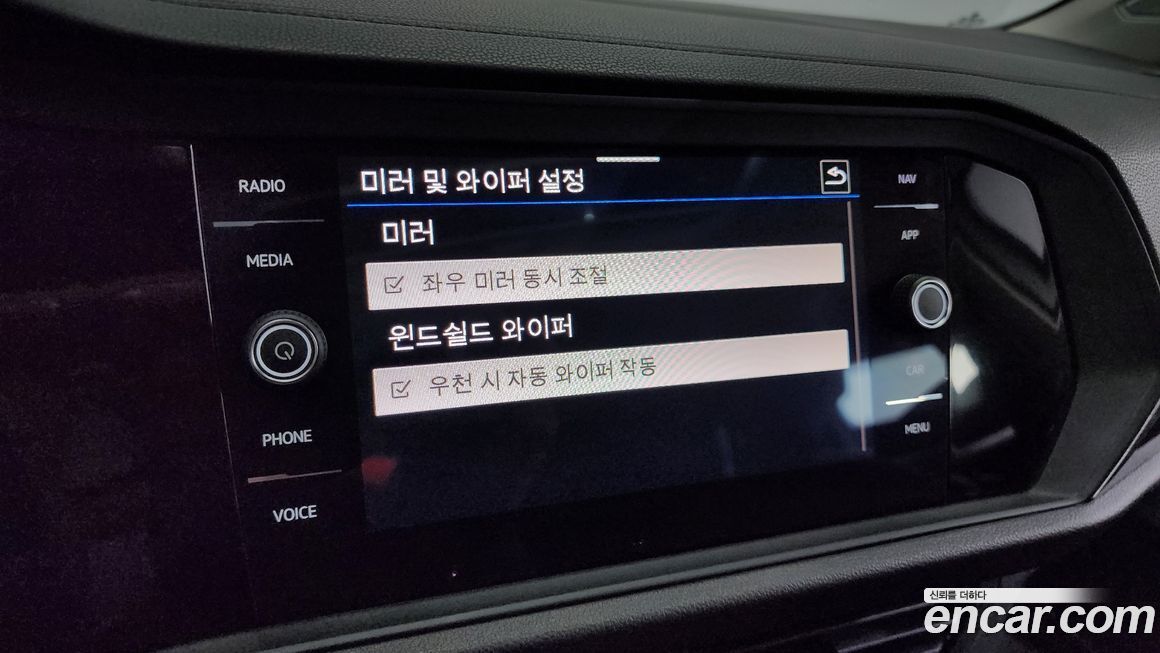 RADIO
MEDIA
PHONE
VOICE
미러 및 와이퍼 설정
미러
좌우 미러 동시 조절
윈드쉴드 와이퍼
우천 시 자동 와이퍼 작동
NAV
APP
CAR
MENU
신뢰를 더하다
encar.com